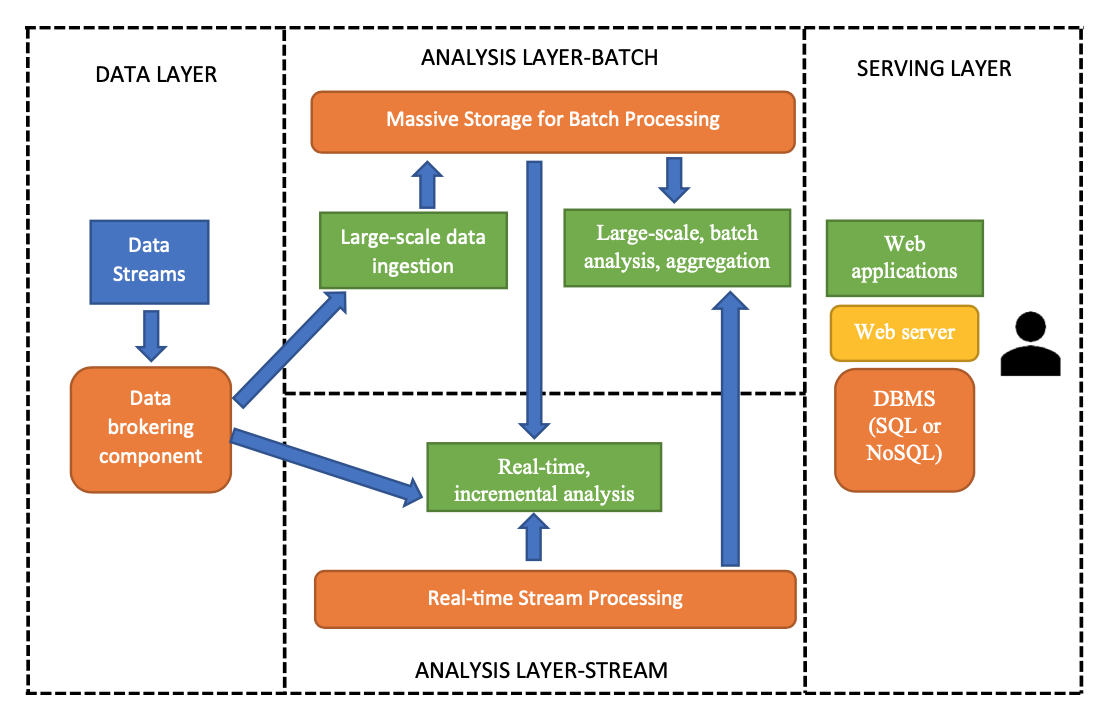 DATA LAYER
ANALYSIS LAYER-BATCH
SERVING LAYER
Massive Storage for Batch Processing
Data
Streams
Large-scale data
ingestion
Large-scale, batch
analysis, aggregation
Web
applications
Web server
Data
brokering
component
DBMS
(SQL or
NoSQL)
Real-time,
incremental analysis
Real-time Stream Processing
ANALYSIS LAYER-STREAM